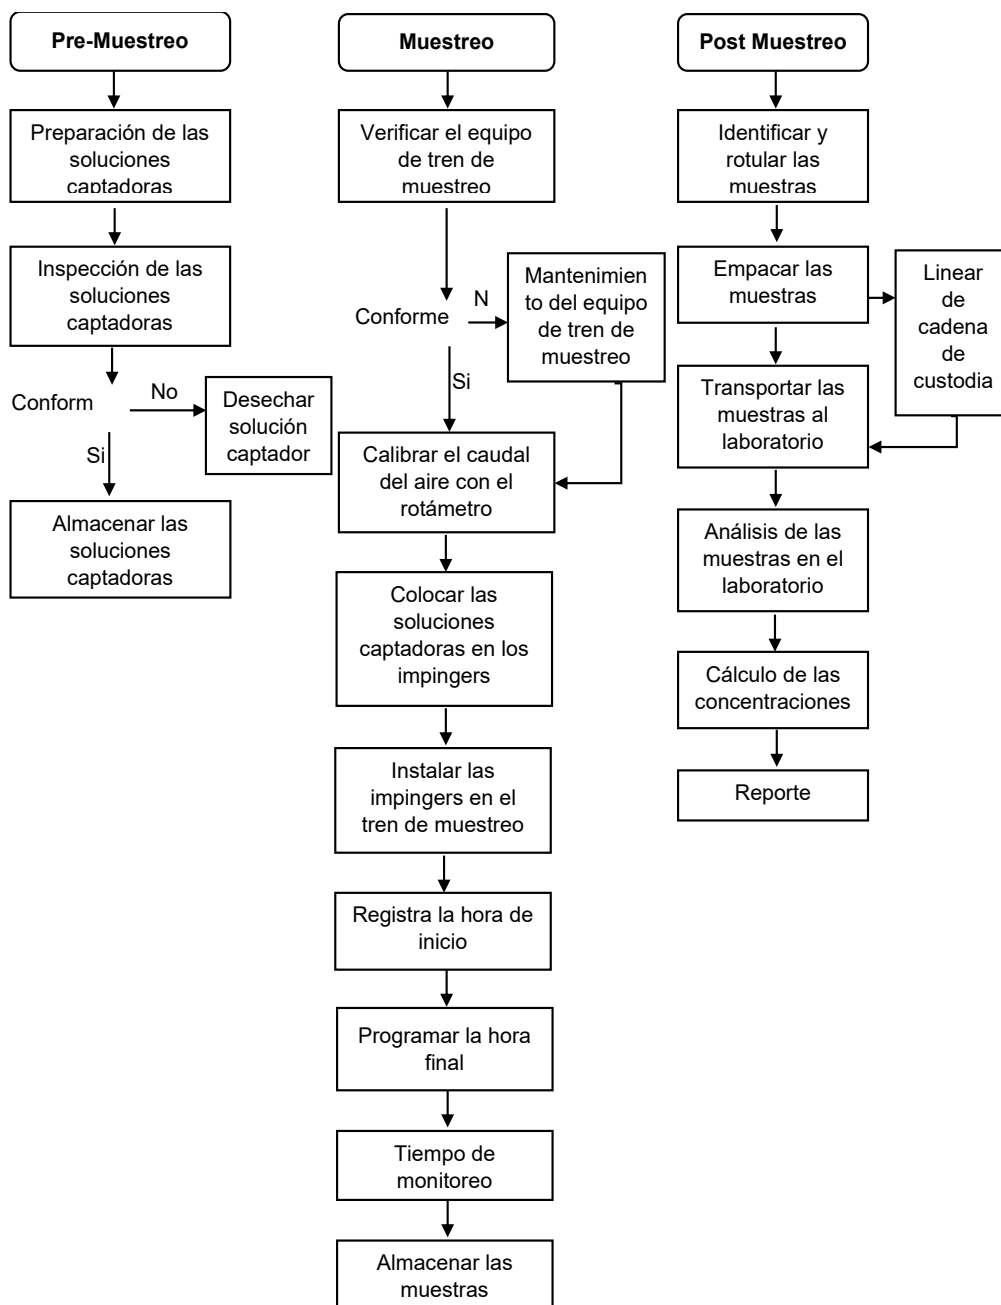 Pre-Muestreo
Preparación de las
soluciones
captadoras
Inspección de las
soluciones
captadoras
Conform
No
Desechar
solución
captador
Si
Almacenar las
soluciones
captadoras
Muestreo
Verificar el equipo
de tren de
muestreo
Conforme
N
Mantenimien
to del equipo
de tren de
muestreo
Si
Calibrar el caudal
del aire con el
rotámetro
Colocar las
soluciones
captadoras en los
impingers
Instalar las
impingers en el
tren de muestreo
Registra la hora de
inicio
Programar la hora
final
Tiempo de
monitoreo
Almacenar las
muestras
Post Muestreo
Identificar y
rotular las
muestras
Empacar las
muestras
Linear
de
cadena
de
custodia
Transportar las
muestras al
laboratorio
Análisis de las
muestras en el
laboratorio
Cálculo de las
concentraciones
Reporte